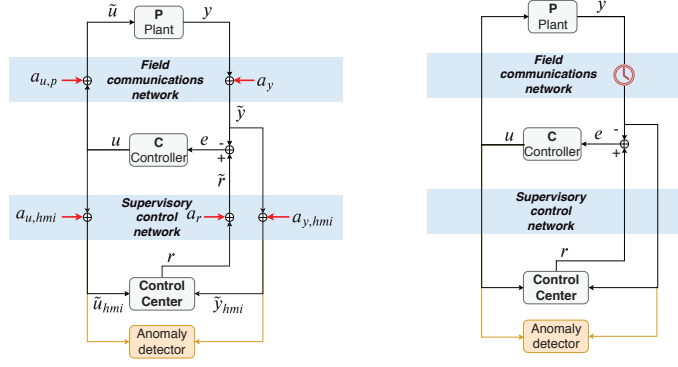 ũ
P
Plant
y
Field
communications
network
a_{u,p}
a_y
ỹ
u
C
Controller
e
-
+
r̃
Supervisory
control
network
a_{u,hmi}
a_r
a_{y,hmi}
r
Control
Center
ũ_{hmi}
ỹ_{hmi}
Anomaly
detector
P
Plant
y
Field
communications
network
u
C
Controller
e
-
+
Supervisory
control
network
r
Control
Center
Anomaly
detector